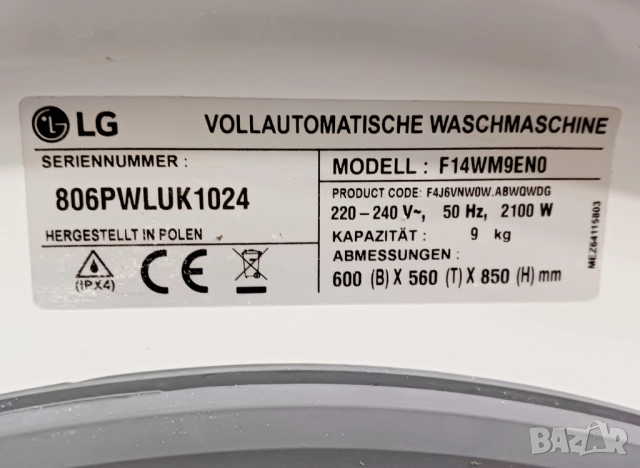 LG
VOLLAUTOMATISCHE WASCHMASCHINE
SERIENNUMMER :
806PWLUK1024
HERGESTELLT IN POLEN
(IPX4)
CE
MODELL : F14WM9EN0
PRODUCT CODE: F4J6VNW0W.ABWQWDG
220-240 V~, 50 Hz, 2100 W
KAPAZITÄT : 9 kg
ABMESSUNGEN :
600 (B) X 560 (T) X 850 (H) mm
MEZ64115803
BAZAR.bg